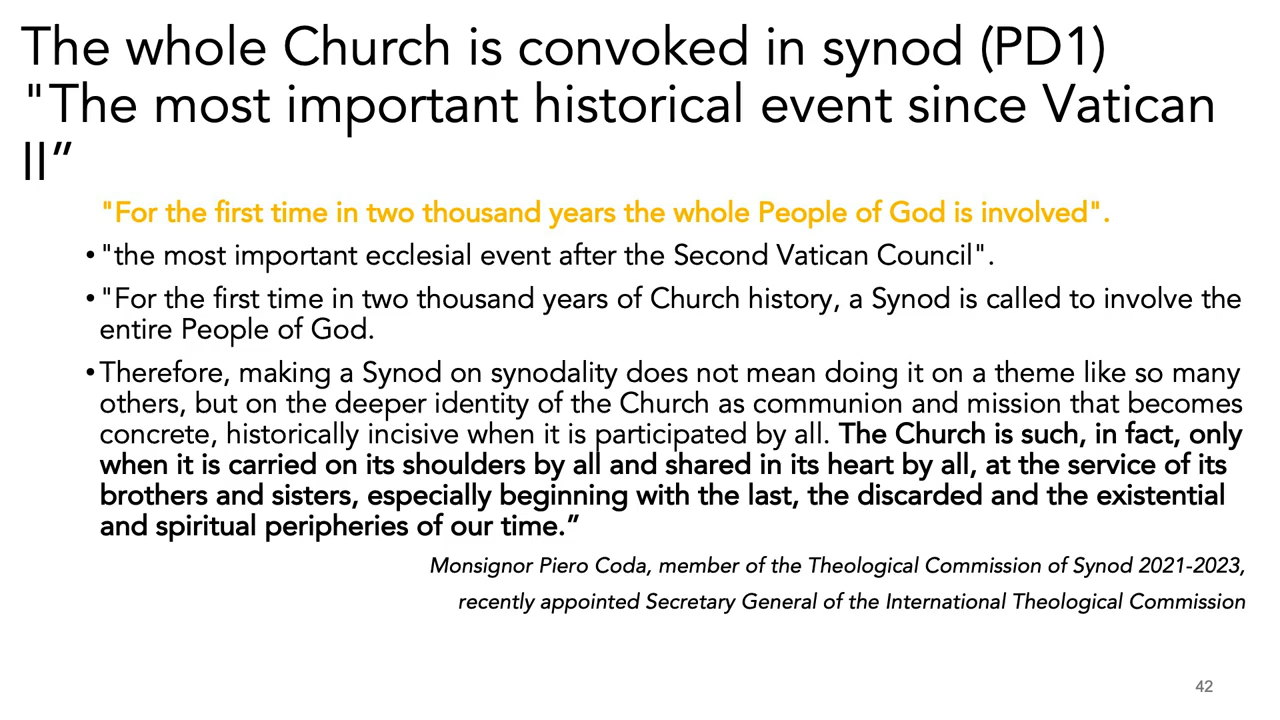 The whole Church is convoked in synod (PD1)
"The most important historical event since Vatican
II”
"For the first time in two thousand years the whole People of God is involved".
• "the most important ecclesial event after the Second Vatican Council".
• "For the first time in two thousand years of Church history, a Synod is called to involve the
entire People of God.
• Therefore, making a Synod on synodality does not mean doing it on a theme like so many
others, but on the deeper identity of the Church as communion and mission that becomes
concrete, historically incisive when it is participated by all. The Church is such, in fact, only
when it is carried on its shoulders by all and shared in its heart by all, at the service of its
brothers and sisters, especially beginning with the last, the discarded and the existential
and spiritual peripheries of our time.”
Monsignor Piero Coda, member of the Theological Commission of Synod 2021-2023,
recently appointed Secretary General of the International Theological Commission
42